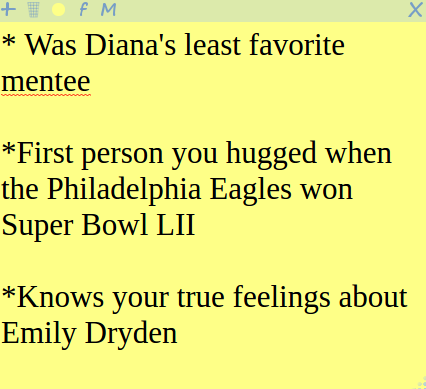 * Was Diana's least favorite
mentee
*First person you hugged when
the Philadelphia Eagles won
Super Bowl LII
*Knows your true feelings about
Emily Dryden